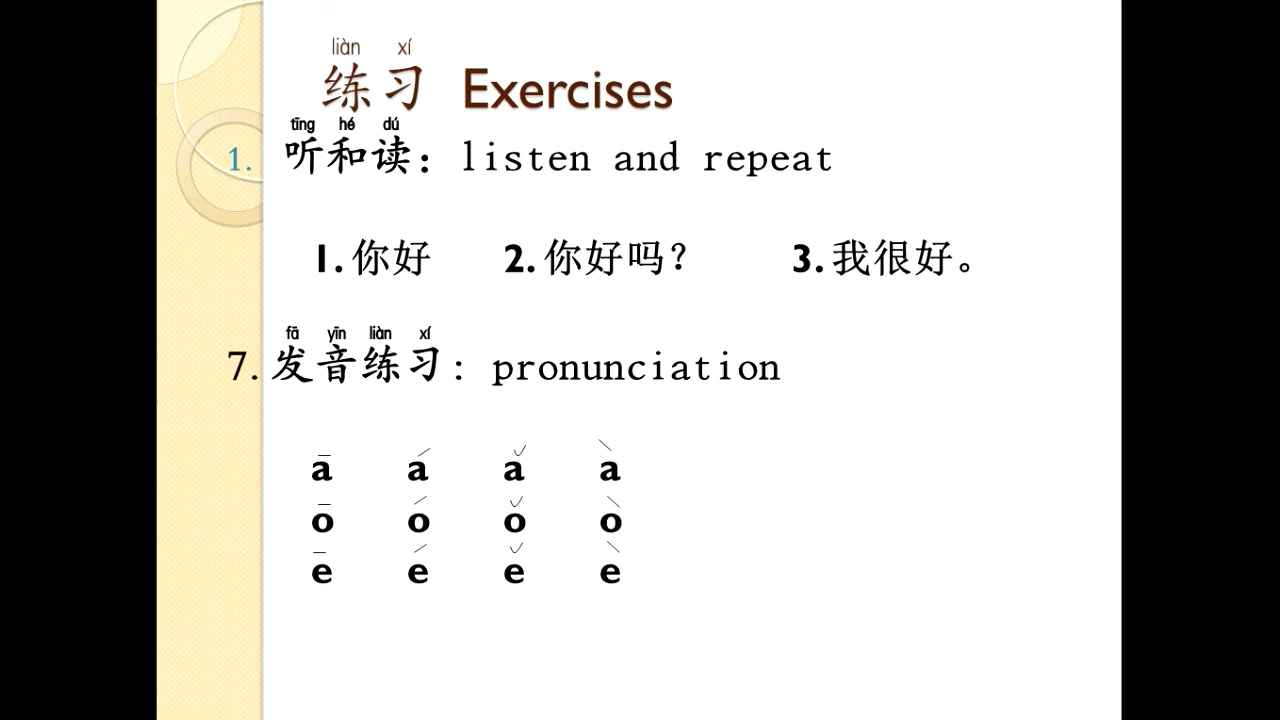 liàn xí
练习 Exercises
tīng hé dú
1. 听和读：listen and repeat
1. 你好 2. 你好吗？ 3. 我很好。
fā yīn liàn xí
7. 发音练习: pronunciation
ā á ǎ à
ō ó ǒ ò
ē é ě è